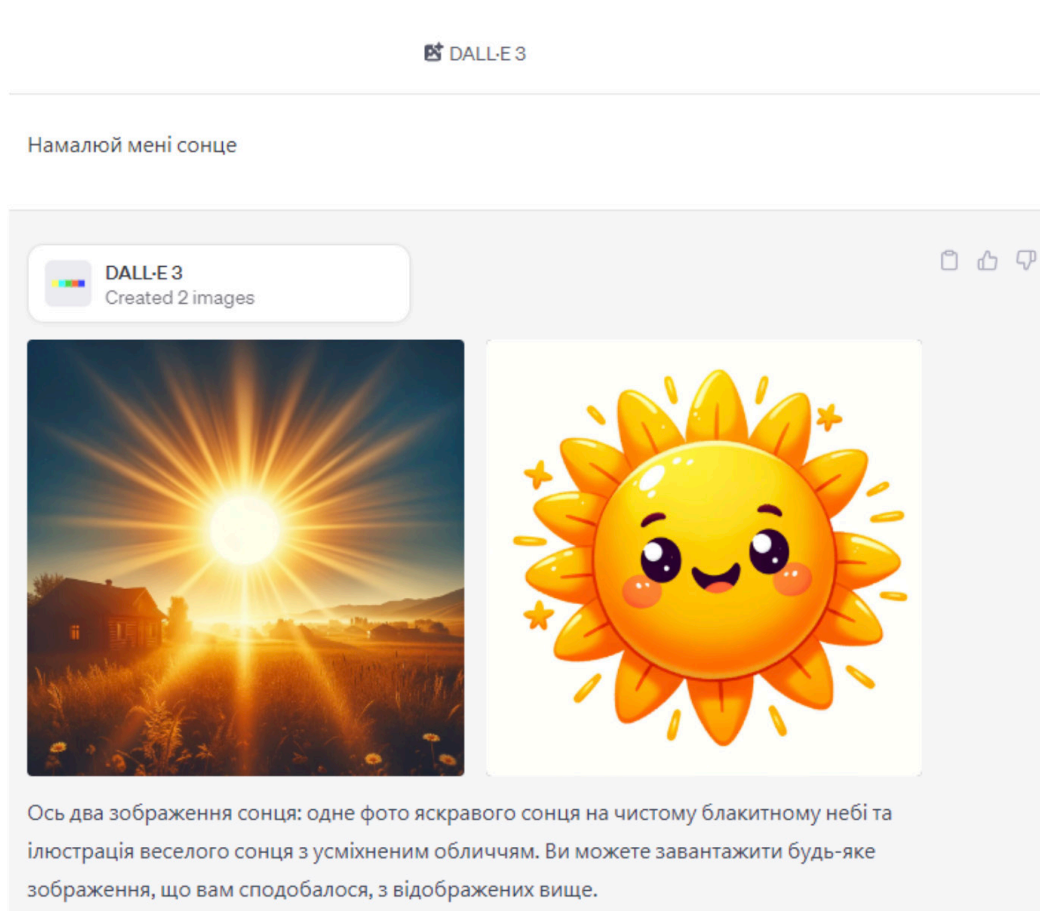 DALL·E 3
Намалюй мені сонце
DALL·E 3
Created 2 images
Ось два зображення сонця: одне фото яскравого сонця на чистому блакитному небі та
ілюстрація веселого сонця з усміхненим обличчям. Ви можете завантажити будь-яке
зображення, що вам сподобалося, з відображених вище.